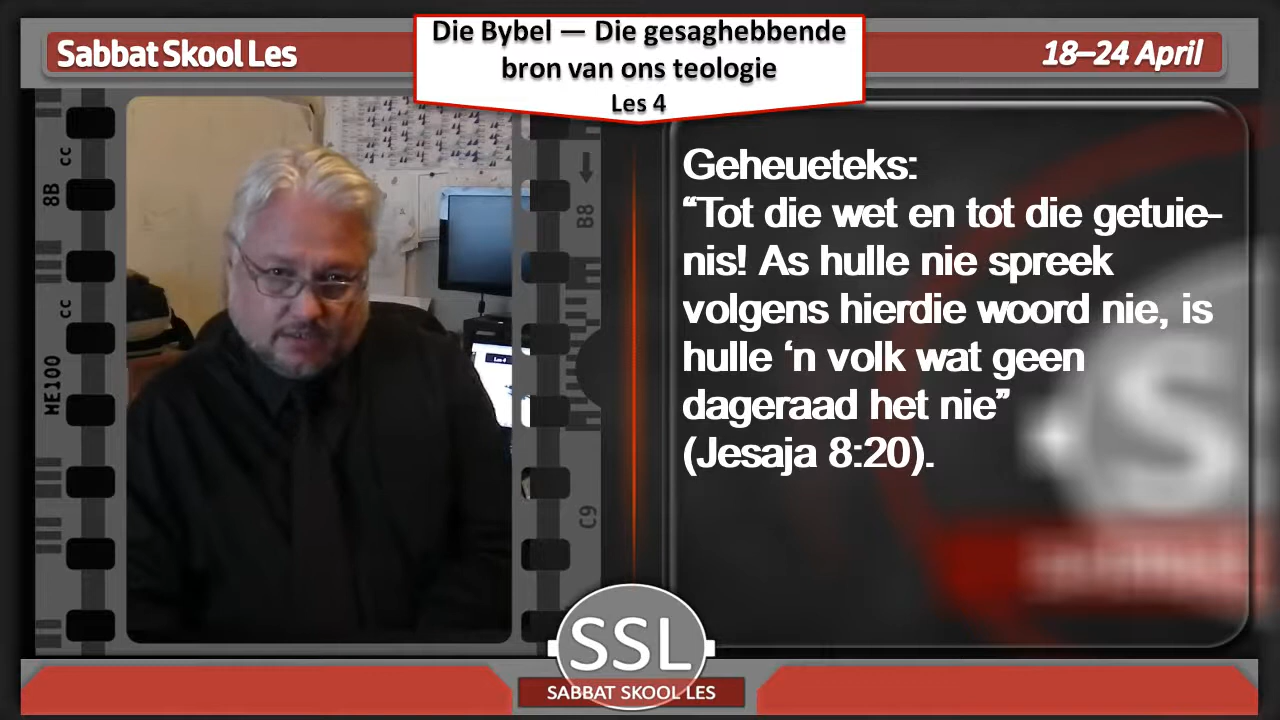 Sabbat Skool Les
Die Bybel — Die gesaghebbende
bron van ons teologie
Les 4
18–24 April
CC
8B
CC
ME100
B8
C9
Geheueteks:
“Tot die wet en tot die getuie–
nis! As hulle nie spreek
volgens hierdie woord nie, is
hulle ‘n volk wat geen
dageraad het nie”
(Jesaja 8:20).
SSL
SABBAT SKOOL LES